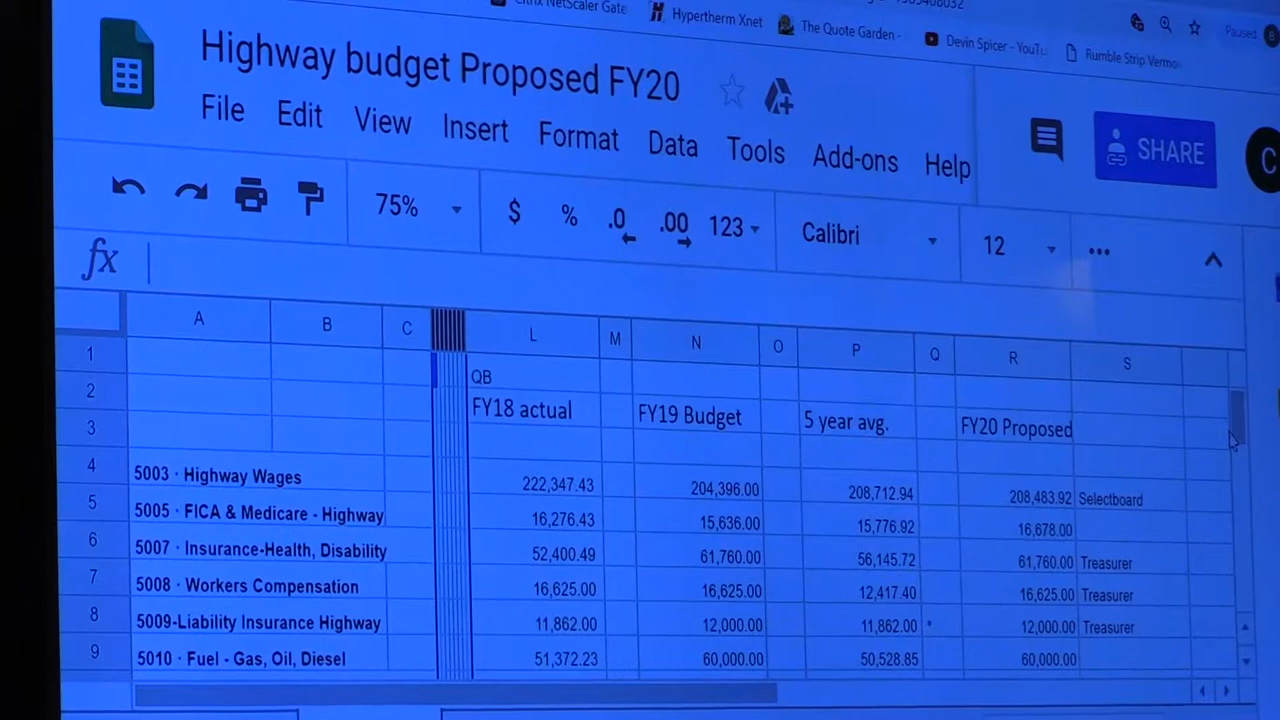 Citrix NetScaler Gate Hypertherm Xnet The Quote Garden - Devin Spicer - YouTu Rumble Strip Vermo Paused
Highway budget Proposed FY20
File Edit View Insert Format Data Tools Add-ons Help
SHARE C
75% $ % .0 .00 123 Calibri 12 ...
fx
A B C L M N O P Q R S
1 QB
2 FY18 actual FY19 Budget 5 year avg. FY20 Proposed
3
4 5003 · Highway Wages 222,347.43 204,396.00 208,712.94 208,483.92 Selectboard
5 5005 · FICA & Medicare - Highway 16,276.43 15,636.00 15,776.92 16,678.00
6 5007 · Insurance-Health, Disability 52,400.49 61,760.00 56,145.72 61,760.00 Treasurer
7 5008 · Workers Compensation 16,625.00 16,625.00 12,417.40 16,625.00 Treasurer
8 5009-Liability Insurance Highway 11,862.00 12,000.00 11,862.00 * 12,000.00 Treasurer
9 5010 · Fuel - Gas, Oil, Diesel 51,372.23 60,000.00 50,528.85 60,000.00